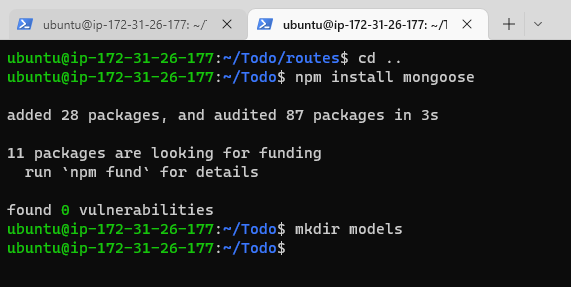 ubuntu@ip-172-31-26-177: ~/T
ubuntu@ip-172-31-26-177: ~/T
ubuntu@ip-172-31-26-177:~/Todo/routes$ cd ..
ubuntu@ip-172-31-26-177:~/Todo$ npm install mongoose
added 28 packages, and audited 87 packages in 3s
11 packages are looking for funding
run `npm fund` for details
found 0 vulnerabilities
ubuntu@ip-172-31-26-177:~/Todo$ mkdir models
ubuntu@ip-172-31-26-177:~/Todo$